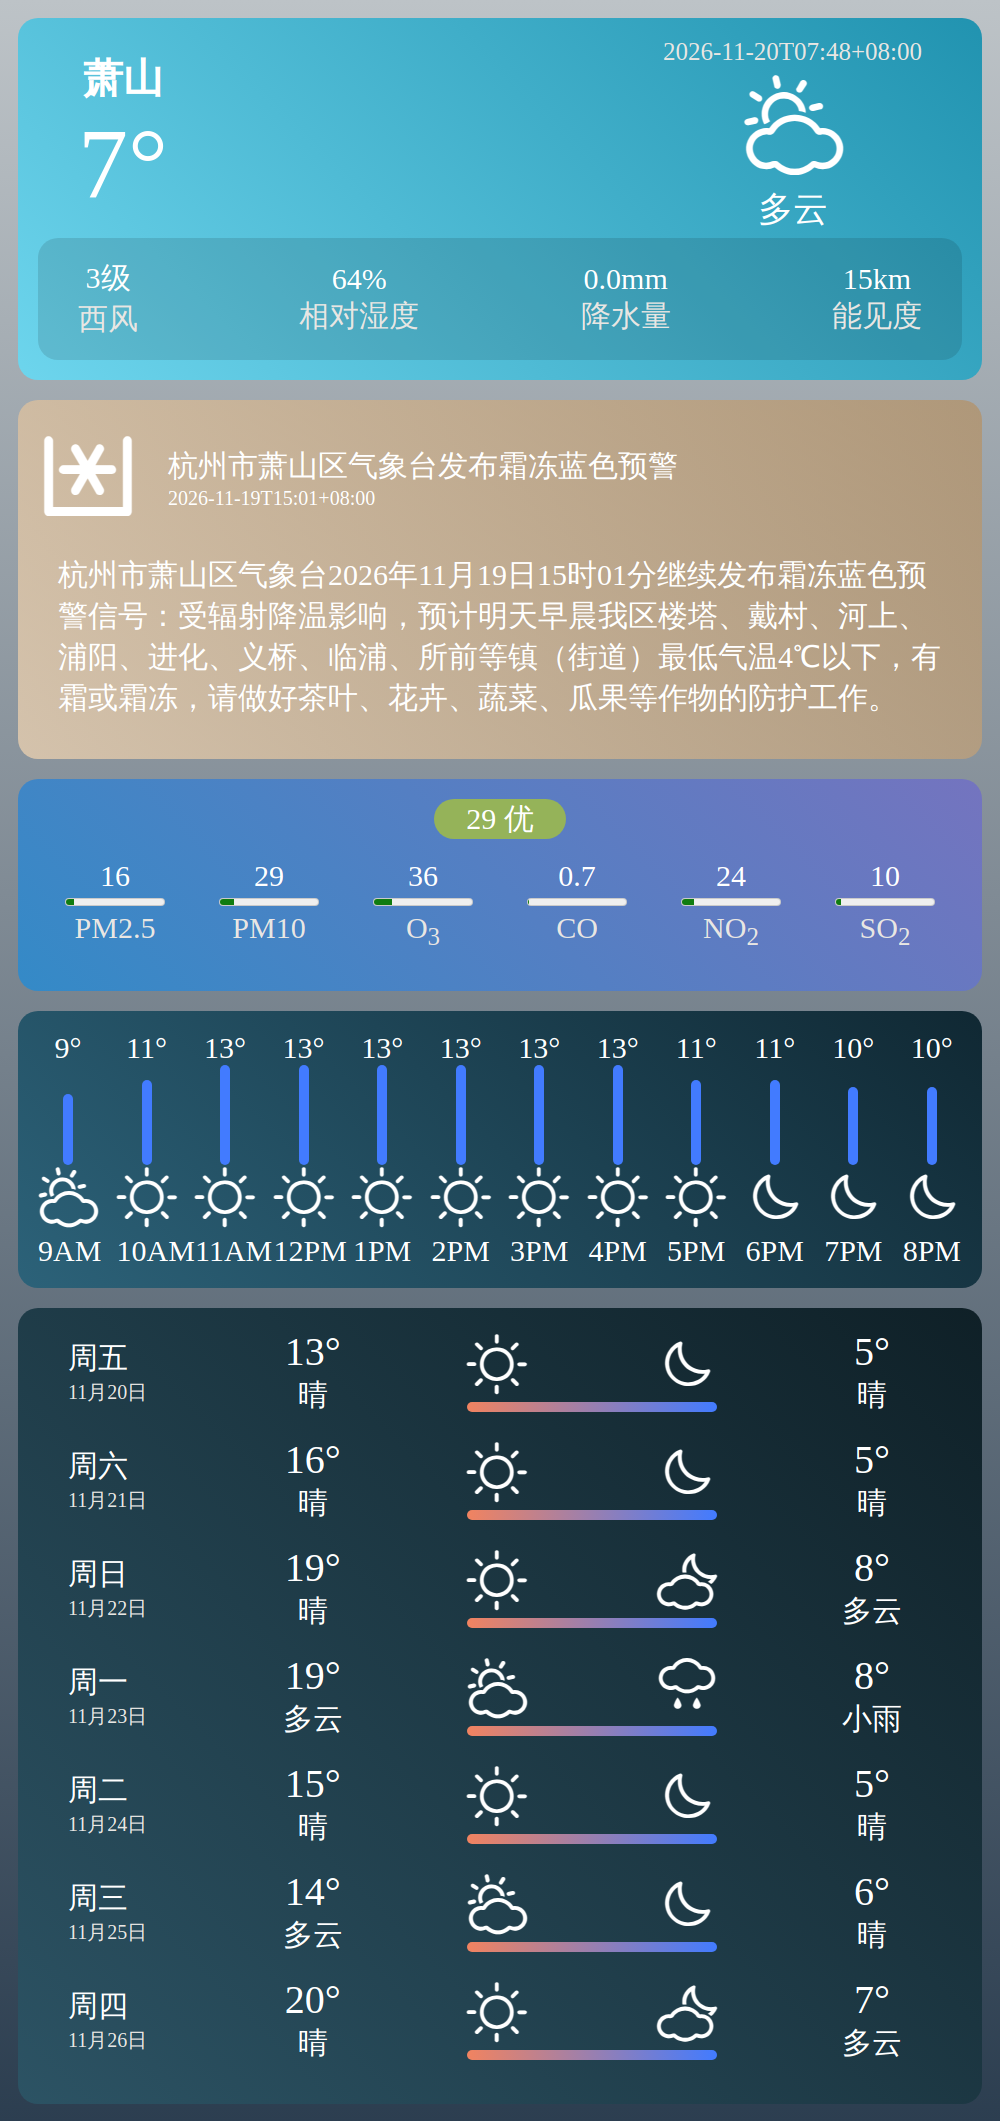 2026-11-20T07:48+08:00
萧山
7°
多云
3级 64% 0.0mm 15km
西风 相对湿度 降水量 能见度
杭州市萧山区气象台发布霜冻蓝色预警
2026-11-19T15:01+08:00
杭州市萧山区气象台2026年11月19日15时01分继续发布霜冻蓝色预
警信号：受辐射降温影响，预计明天早晨我区楼塔、戴村、河上、
浦阳、进化、义桥、临浦、所前等镇（街道）最低气温4℃以下，有
霜或霜冻，请做好茶叶、花卉、蔬菜、瓜果等作物的防护工作。
29 优
16 29 36 0.7 24 10
PM2.5 PM10 O3 CO NO2 SO2
9° 11° 13° 13° 13° 13° 13° 13° 11° 11° 10° 10°
9AM 10AM 11AM 12PM 1PM 2PM 3PM 4PM 5PM 6PM 7PM 8PM
周五 13° 5°
11月20日 晴 晴
周六 16° 5°
11月21日 晴 晴
周日 19° 8°
11月22日 晴 多云
周一 19° 8°
11月23日 多云 小雨
周二 15° 5°
11月24日 晴 晴
周三 14° 6°
11月25日 多云 晴
周四 20° 7°
11月26日 晴 多云